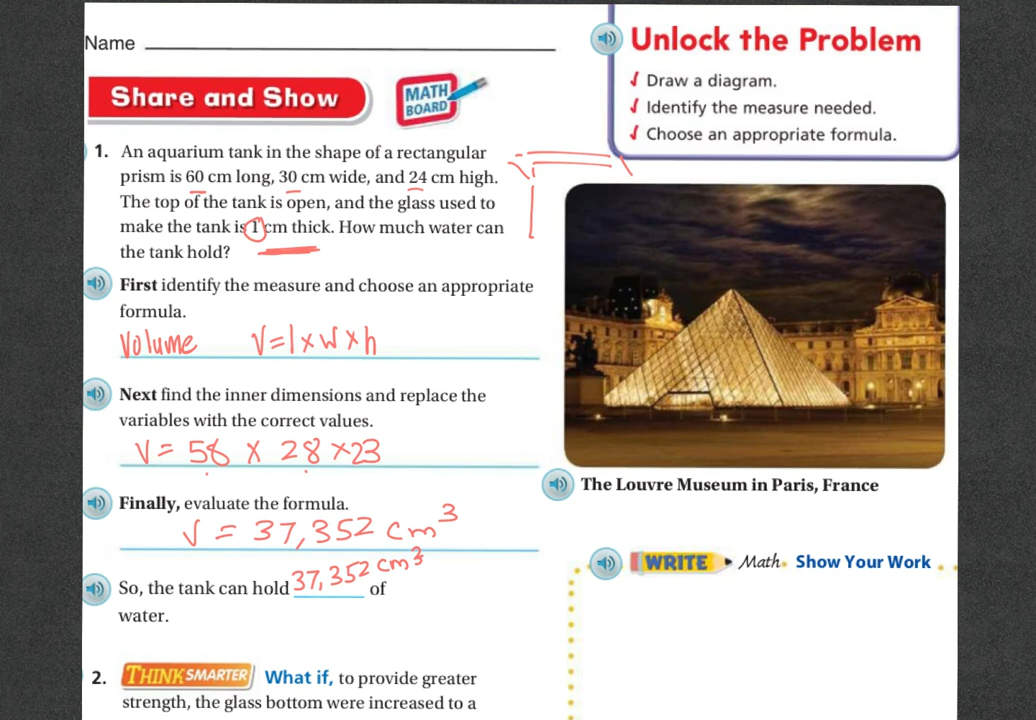 Name
Unlock the Problem
√ Draw a diagram.
√ Identify the measure needed.
√ Choose an appropriate formula.
Share and Show
MATH
BOARD
1. An aquarium tank in the shape of a rectangular
prism is 60 cm long, 30 cm wide, and 24 cm high.
The top of the tank is open, and the glass used to
make the tank is 1 cm thick. How much water can
the tank hold?
First identify the measure and choose an appropriate
formula.
Volume V=l×w×h
Next find the inner dimensions and replace the
variables with the correct values.
V= 58 × 28 ×23
Finally, evaluate the formula.
V = 37,352 cm³
So, the tank can hold 37,352 cm³ of
water.
The Louvre Museum in Paris, France
WRITE Math Show Your Work
2. THINK SMARTER What if, to provide greater
strength, the glass bottom were increased to a